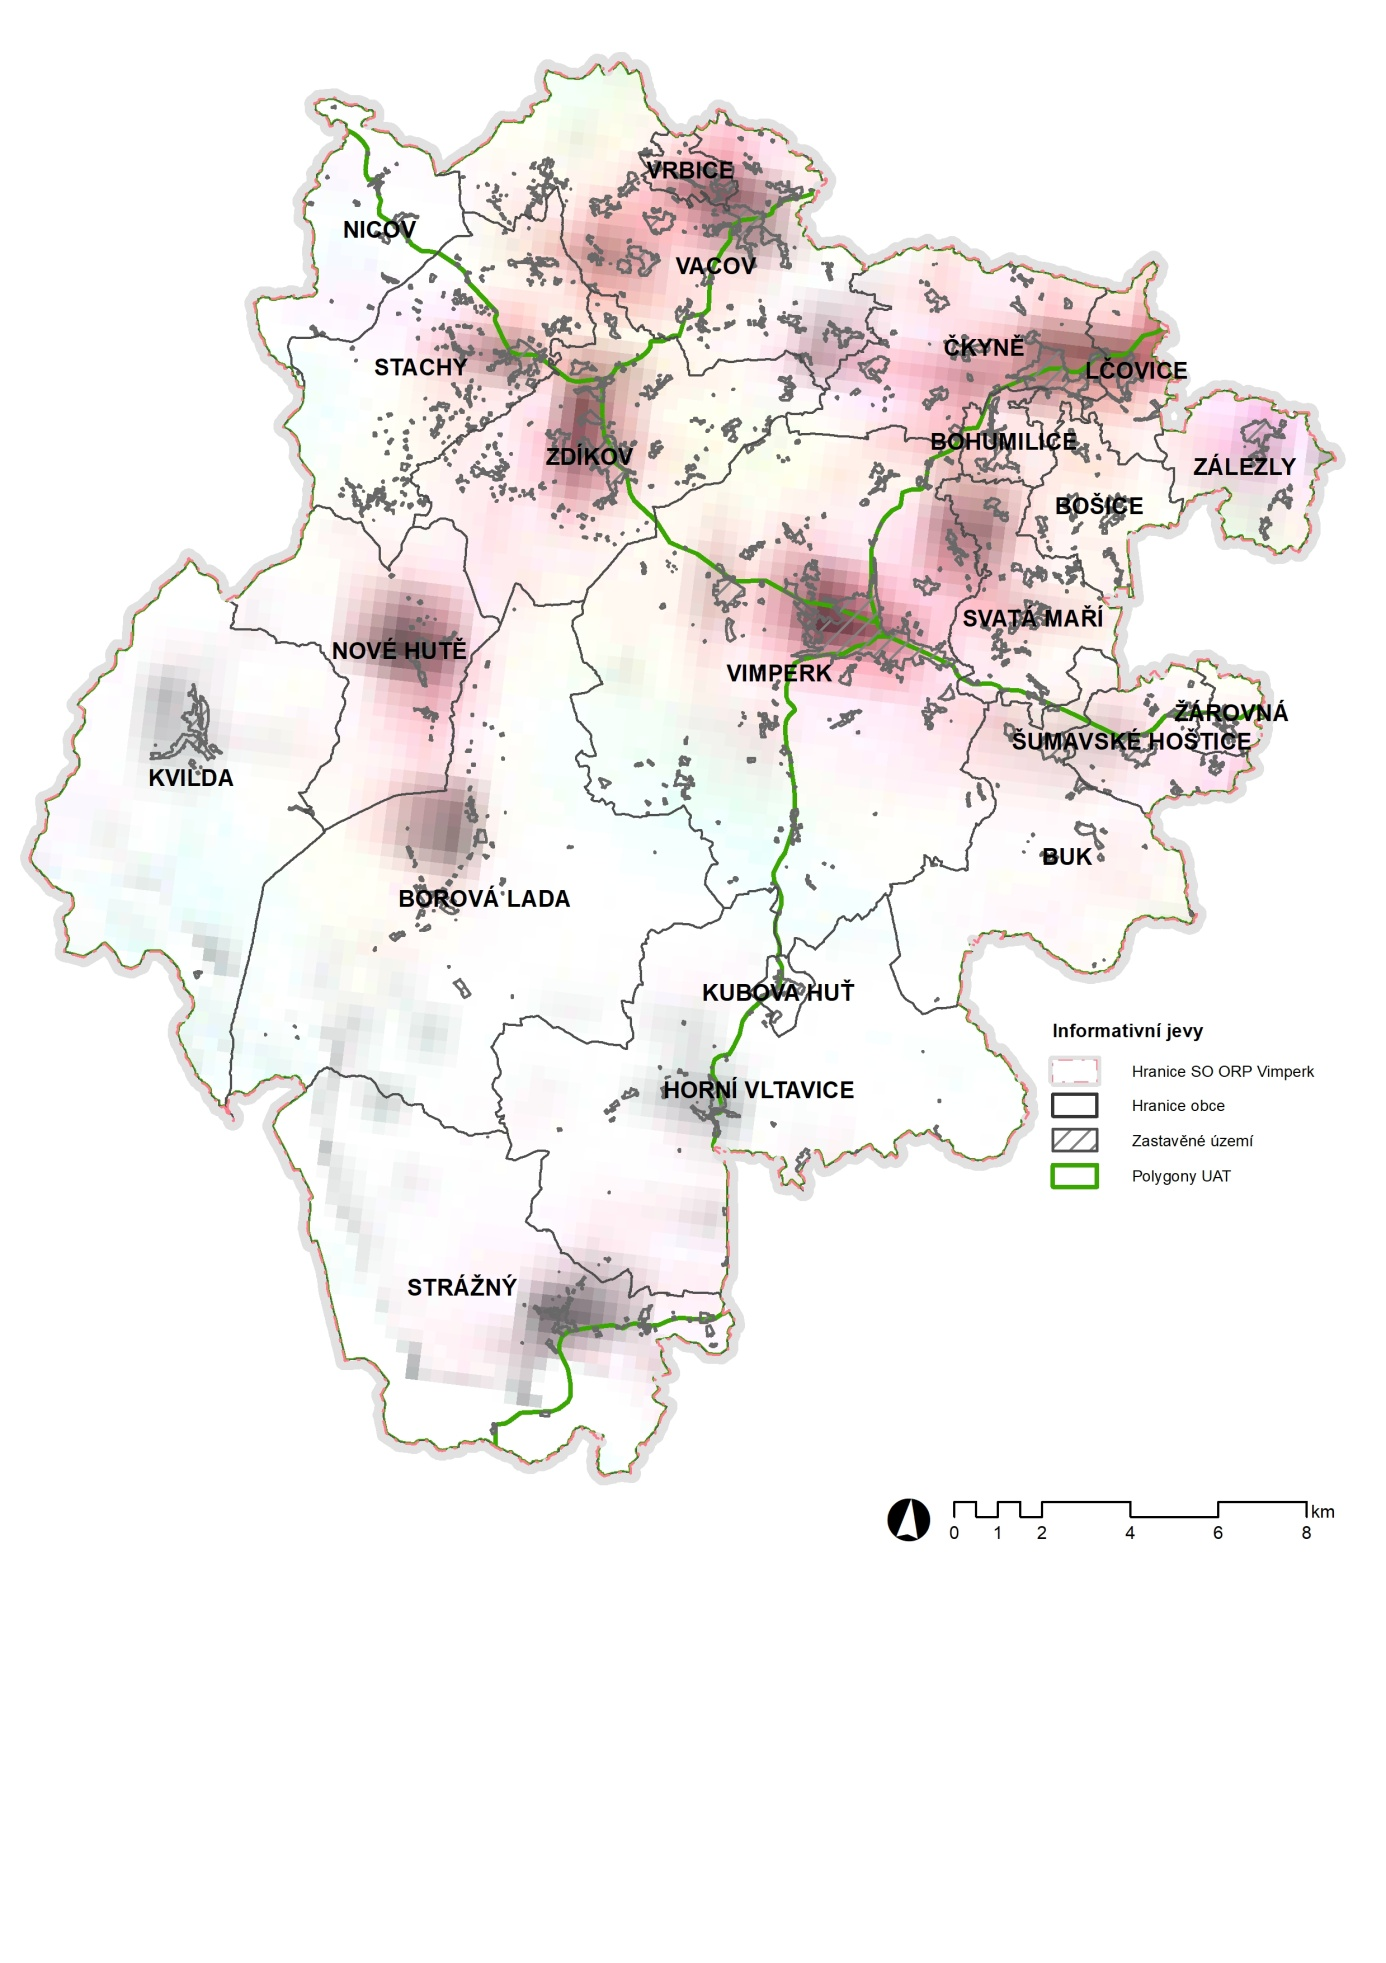 VRBICE
NICOV
VACOV
STACHY
ČKYNĚ
LČOVICE
ZDÍKOV
BOHUMILICE
ZÁLEZLY
BOŠICE
NOVÉ HUTĚ
SVATÁ MAŘÍ
VIMPERK
ŽÁROVNÁ
ŠUMAVSKÉ HOŠTICE
KVILDA
BUK
BOROVÁ LADA
KUBOVA HUŤ
HORNÍ VLTAVICE
STRÁŽNÝ
Informativní jevy
Hranice SO ORP Vimperk
Hranice obce
Zastavěné území
Polygony UAT
km
0 1 2 4 6 8